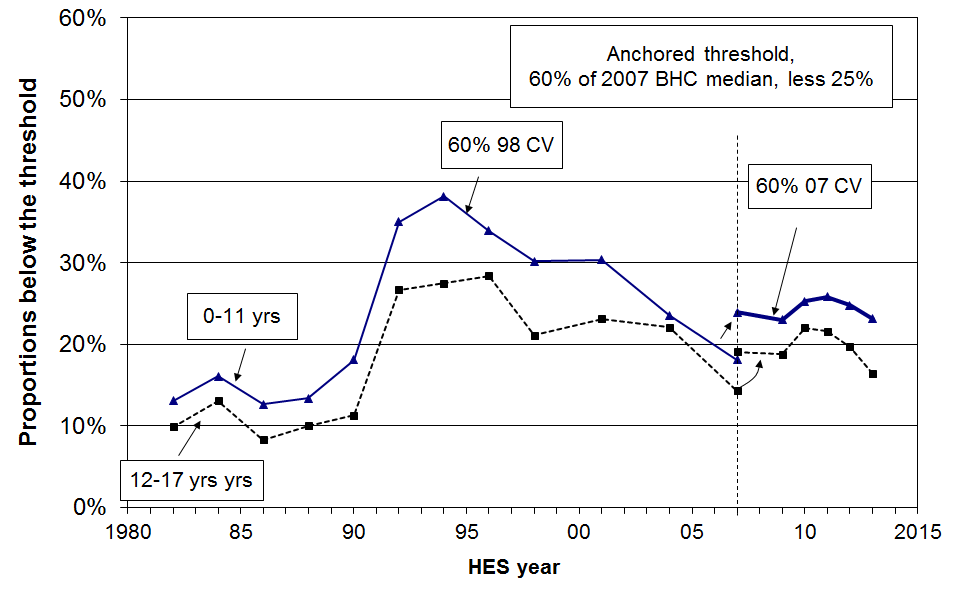 60%
50%
40%
30%
20%
10%
0%
Proportions below the threshold
Anchored threshold,
60% of 2007 BHC median, less 25%
60% 98 CV
60% 07 CV
0-11 yrs
12-17 yrs yrs
1980 85 90 95 00 05 10 2015
HES year